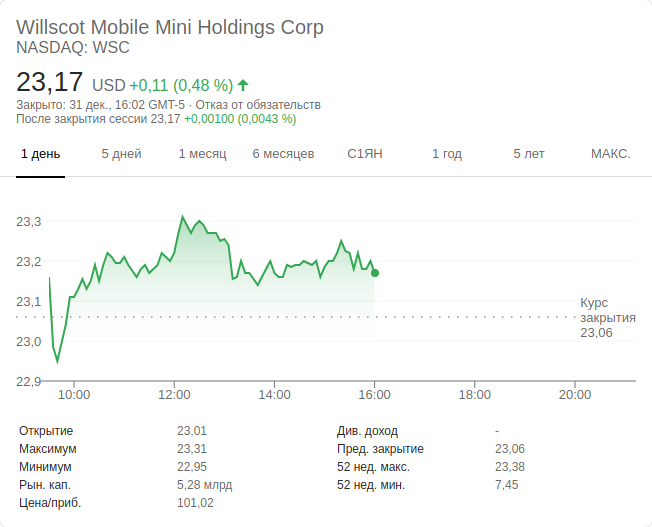 Willscot Mobile Mini Holdings Corp
NASDAQ: WSC
23,17 USD +0,11 (0,48 %)
Закрыто: 31 дек., 16:02 GMT-5 · Отказ от обязательств
После закрытия сессии 23,17 +0,00100 (0,0043 %)
1 день 5 дней 1 месяц 6 месяцев С1ЯН 1 год 5 лет МАКС.
23,3
23,2
23,1
23,0
22,9
Курс
закрытия
23,06
10:00 12:00 14:00 16:00 18:00 20:00
Открытие 23,01
Максимум 23,31
Минимум 22,95
Рын. кап. 5,28 млрд
Цена/приб. 101,02
Див. доход -
Пред. закрытие 23,06
52 нед. макс. 23,38
52 нед. мин. 7,45